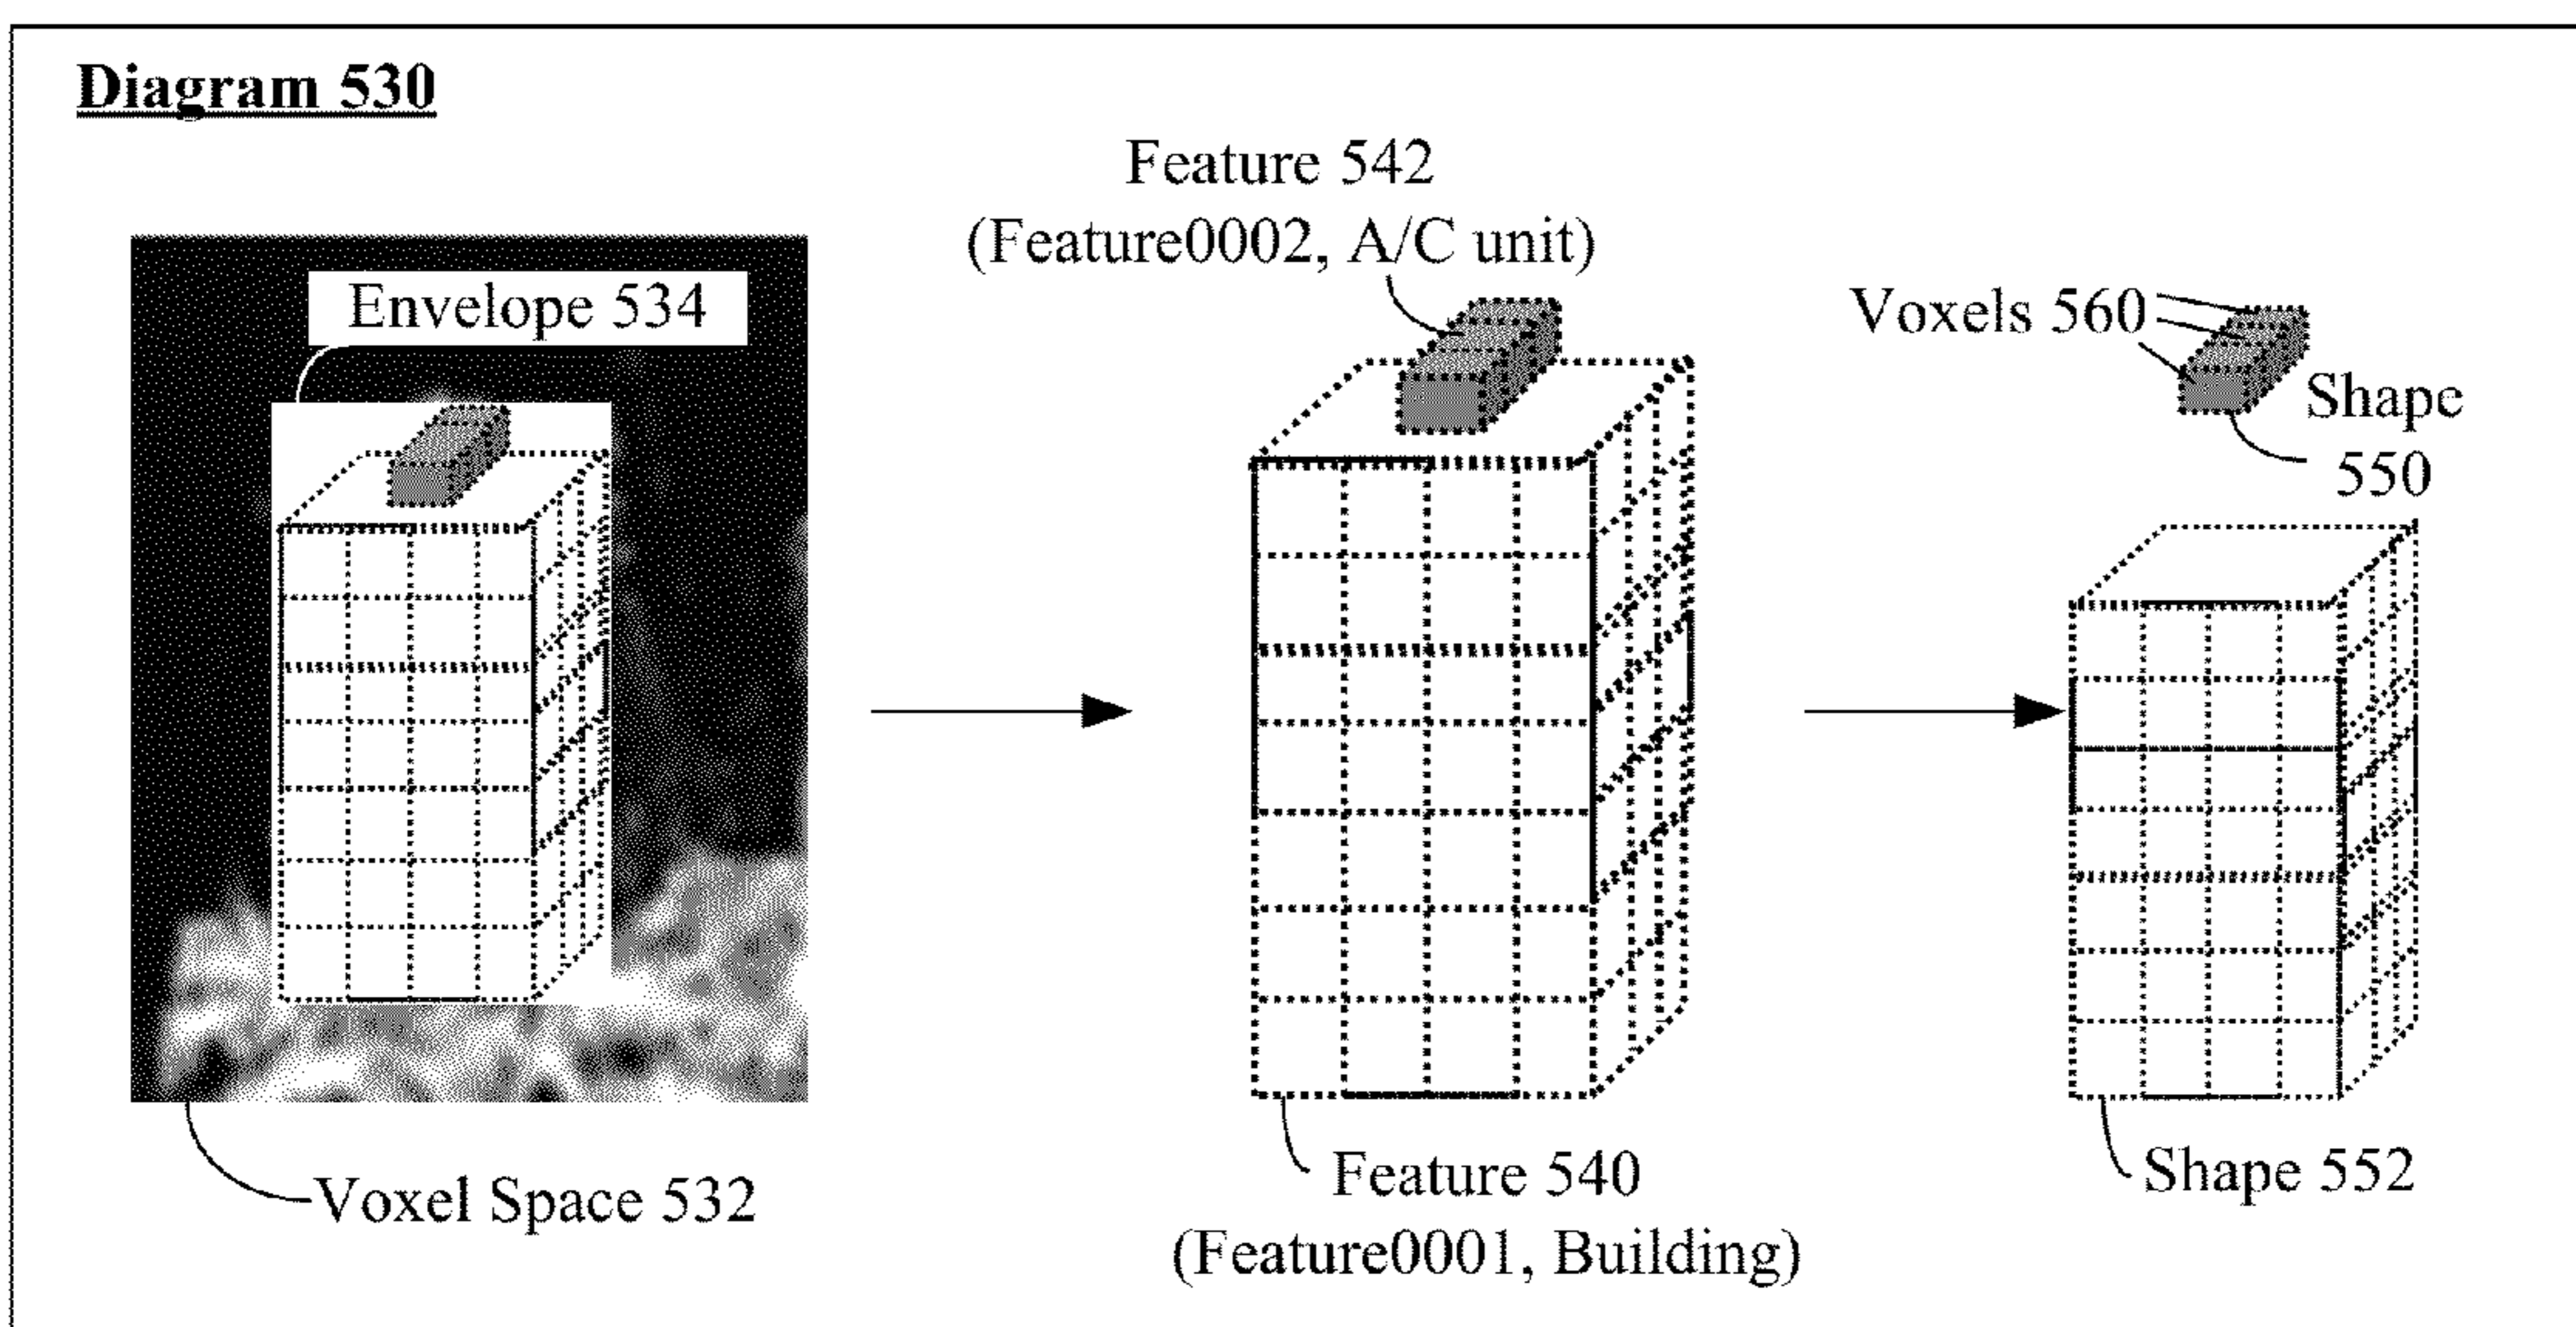 Diagram 530
Feature 542
(Feature0002, A/C unit)
Envelope 534
Voxels 560
Shape
550
Voxel Space 532
Feature 540
(Feature0001, Building)
Shape 552